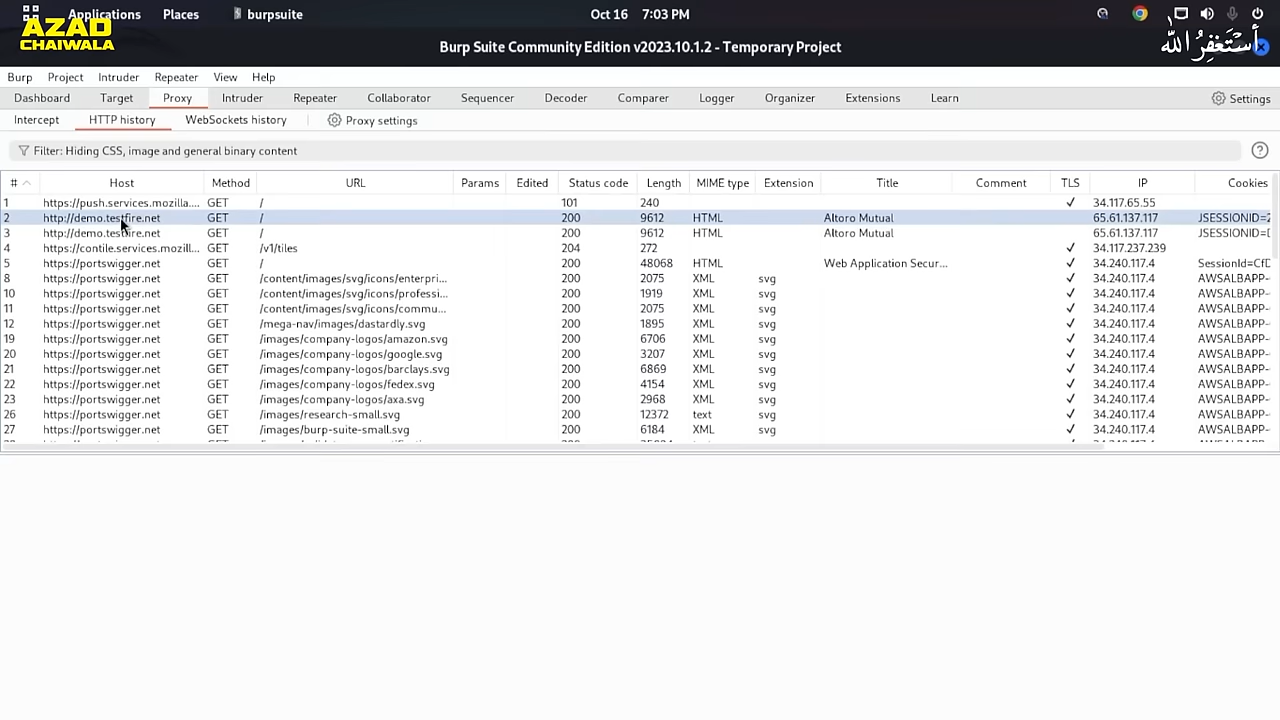 Applications Places burpsuite Oct 16 7:03 PM
AZAD
CHAIWALA
أَسْتَغْفِرُ اللّٰه
Burp Suite Community Edition v2023.10.1.2 - Temporary Project
Burp Project Intruder Repeater View Help
Dashboard Target Proxy Intruder Repeater Collaborator Sequencer Decoder Comparer Logger Organizer Extensions Learn Settings
Intercept HTTP history WebSockets history Proxy settings
Filter: Hiding CSS, image and general binary content
# Host Method URL Params Edited Status code Length MIME type Extension Title Comment TLS IP Cookies
1 https://push.services.mozilla.... GET / 101 240 ✓ 34.117.65.55
2 http://demo.testfire.net GET / 200 9612 HTML Altoro Mutual 65.61.137.117 JSESSIONID=2
3 http://demo.testfire.net GET / 200 9612 HTML Altoro Mutual 65.61.137.117 JSESSIONID=
4 https://contile.services.mozill... GET /v1/tiles 204 272 ✓ 34.117.237.239
5 https://portswigger.net GET / 200 48068 HTML Web Application Secur... ✓ 34.240.117.4 SessionId=CfD
8 https://portswigger.net GET /content/images/svg/icons/enterpri... 200 2075 XML svg ✓ 34.240.117.4 AWSALBAPP-
10 https://portswigger.net GET /content/images/svg/icons/professi... 200 1919 XML svg ✓ 34.240.117.4 AWSALBAPP-
11 https://portswigger.net GET /content/images/svg/icons/commu... 200 2075 XML svg ✓ 34.240.117.4 AWSALBAPP-
12 https://portswigger.net GET /mega-nav/images/dastardly.svg 200 1895 XML svg ✓ 34.240.117.4 AWSALBAPP-
19 https://portswigger.net GET /images/company-logos/amazon.svg 200 6706 XML svg ✓ 34.240.117.4 AWSALBAPP-
20 https://portswigger.net GET /images/company-logos/google.svg 200 3207 XML svg ✓ 34.240.117.4 AWSALBAPP-
21 https://portswigger.net GET /images/company-logos/barclays.svg 200 6869 XML svg ✓ 34.240.117.4 AWSALBAPP-
22 https://portswigger.net GET /images/company-logos/fedex.svg 200 4154 XML svg ✓ 34.240.117.4 AWSALBAPP-
23 https://portswigger.net GET /images/company-logos/axa.svg 200 2968 XML svg ✓ 34.240.117.4 AWSALBAPP-
26 https://portswigger.net GET /images/research-small.svg 200 12372 text svg ✓ 34.240.117.4 AWSALBAPP-
27 https://portswigger.net GET /images/burp-suite-small.svg 200 6184 XML svg ✓ 34.240.117.4 AWSALBAPP-